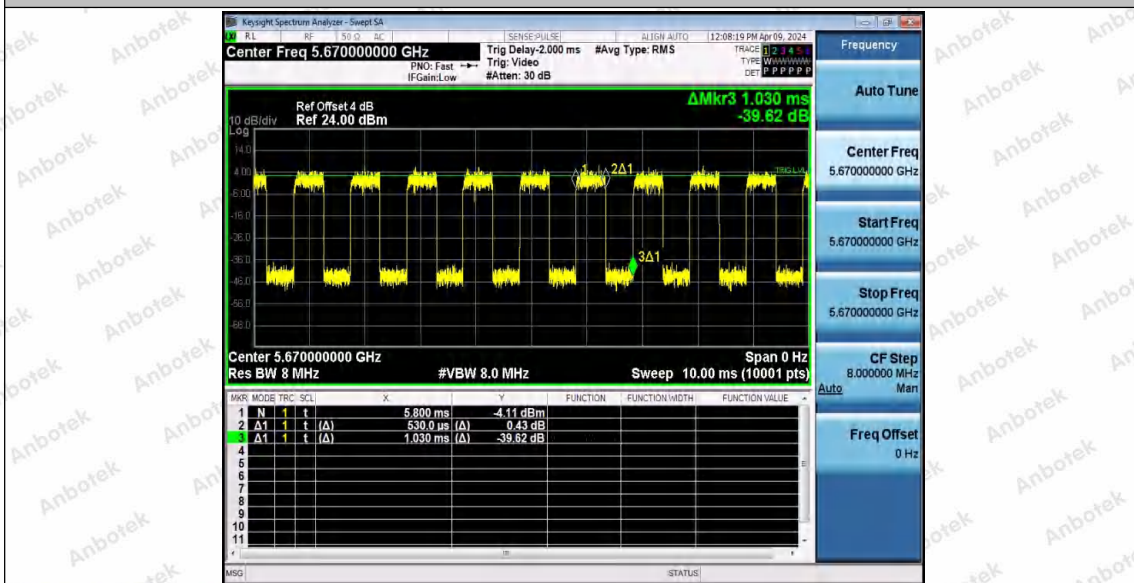 Keysight Spectrum Analyzer - Swept SA
RL RF 50 Ω AC SENSE:PULSE ALIGN AUTO 12:08:19 PM Apr 09, 2024
Center Freq 5.670000000 GHz
Trig Delay-2.000 ms #Avg Type: RMS
TRACE 1 2 3 4 5 6
PNO: Fast Trig: Video
TYPE WWWWWW
IFGain:Low #Atten: 30 dB
DET P P P P P P
ΔMkr3 1.030 ms
-39.62 dB
Ref Offset 4 dB
10 dB/div Ref 24.00 dBm
Log
14.0
4.00
-6.00
-16.0
-26.0
-36.0
-46.0
-56.0
-66.0
1
2Δ1
TRIG LVL
3Δ1
Center 5.670000000 GHz Span 0 Hz
Res BW 8 MHz #VBW 8.0 MHz Sweep 10.00 ms (10001 pts)
MKR MODE TRC SCL X Y FUNCTION FUNCTION WIDTH FUNCTION VALUE
1 N 1 t 5.800 ms -4.11 dBm
2 Δ1 1 t (Δ) 530.0 µs (Δ) 0.43 dB
3 Δ1 1 t (Δ) 1.030 ms (Δ) -39.62 dB
4
5
6
7
8
9
10
11
MSG STATUS
Frequency
Auto Tune
Center Freq
5.670000000 GHz
Start Freq
5.670000000 GHz
Stop Freq
5.670000000 GHz
CF Step
8.000000 MHz
Auto Man
Freq Offset
0 Hz
Anbotek